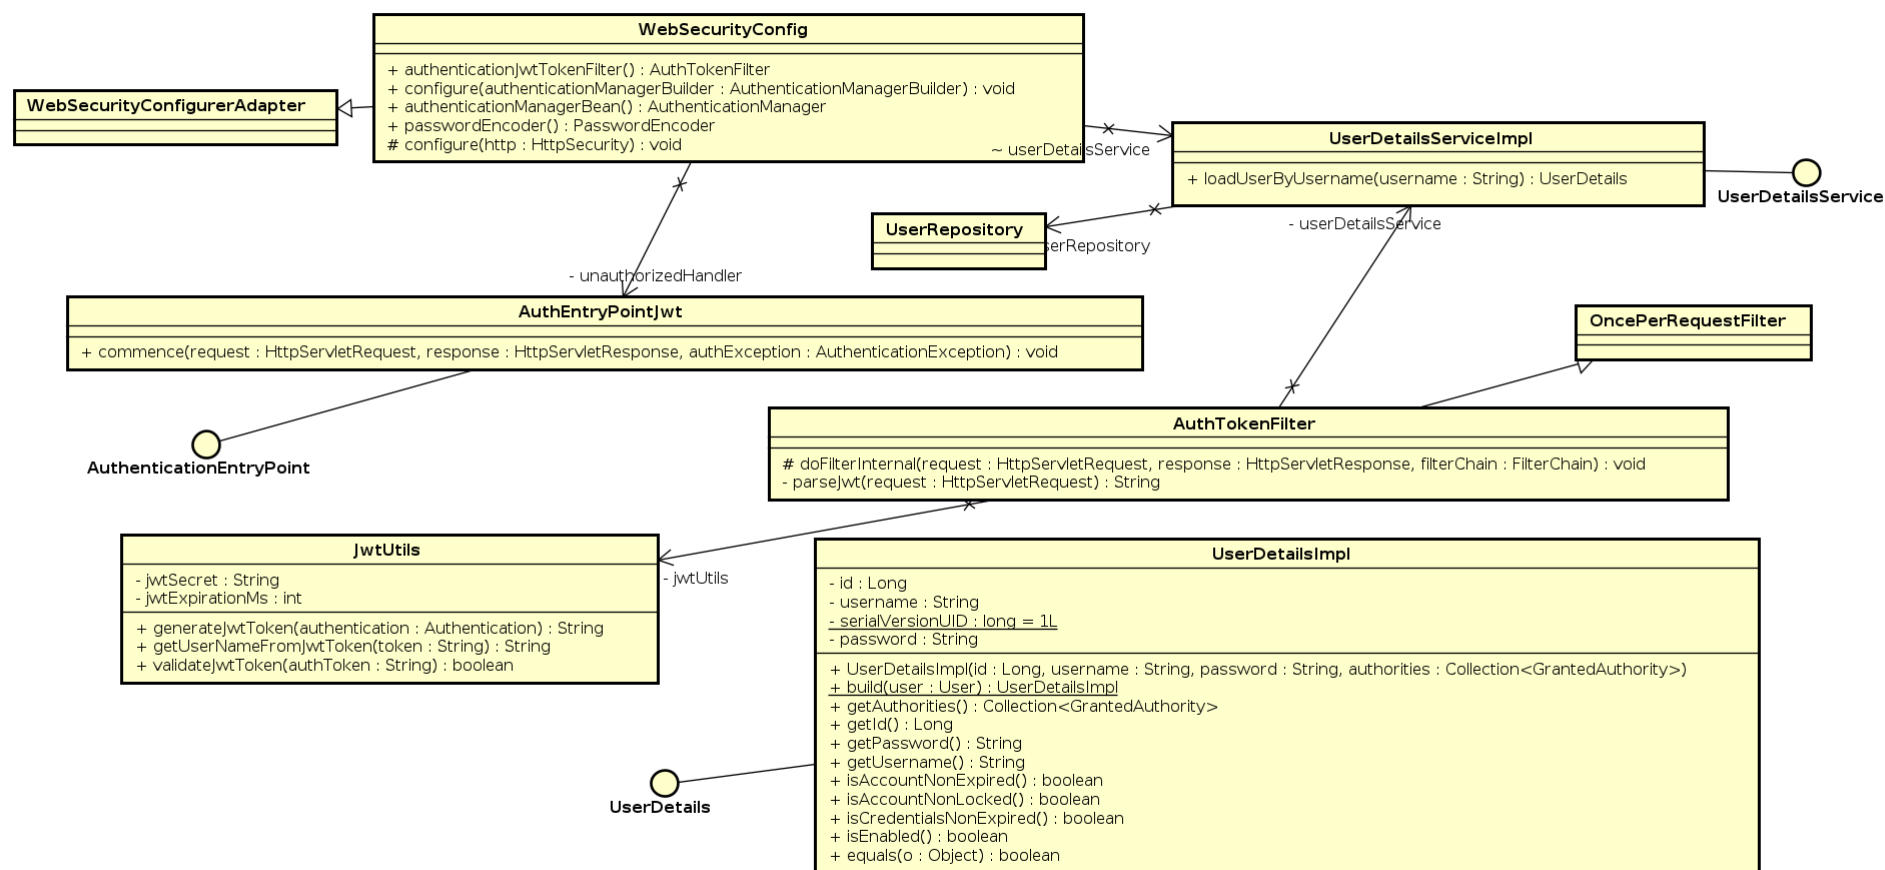 WebSecurityConfig
+ authenticationJwtTokenFilter() : AuthTokenFilter
+ configure(authenticationManagerBuilder : AuthenticationManagerBuilder) : void
+ authenticationManagerBean() : AuthenticationManager
+ passwordEncoder() : PasswordEncoder
# configure(http : HttpSecurity) : void
WebSecurityConfigurerAdapter
~ userDetailsService
UserDetailsServiceImpl
+ loadUserByUsername(username : String) : UserDetails
UserDetailsService
UserRepository
serRepository
- userDetailsService
- unauthorizedHandler
AuthEntryPointJwt
+ commence(request : HttpServletRequest, response : HttpServletResponse, authException : AuthenticationException) : void
OncePerRequestFilter
AuthenticationEntryPoint
AuthTokenFilter
# doFilterInternal(request : HttpServletRequest, response : HttpServletResponse, filterChain : FilterChain) : void
- parseJwt(request : HttpServletRequest) : String
JwtUtils
- jwtSecret : String
- jwtExpirationMs : int
+ generateJwtToken(authentication : Authentication) : String
+ getUserNameFromJwtToken(token : String) : String
+ validateJwtToken(authToken : String) : boolean
- jwtUtils
UserDetailsImpl
- id : Long
- username : String
- serialVersionUID : long = 1L
- password : String
+ UserDetailsImpl(id : Long, username : String, password : String, authorities : Collection<GrantedAuthority>)
+ build(user : User) : UserDetailsImpl
+ getAuthorities() : Collection<GrantedAuthority>
+ getId() : Long
+ getPassword() : String
+ getUsername() : String
+ isAccountNonExpired() : boolean
+ isAccountNonLocked() : boolean
+ isCredentialsNonExpired() : boolean
+ isEnabled() : boolean
+ equals(o : Object) : boolean
UserDetails